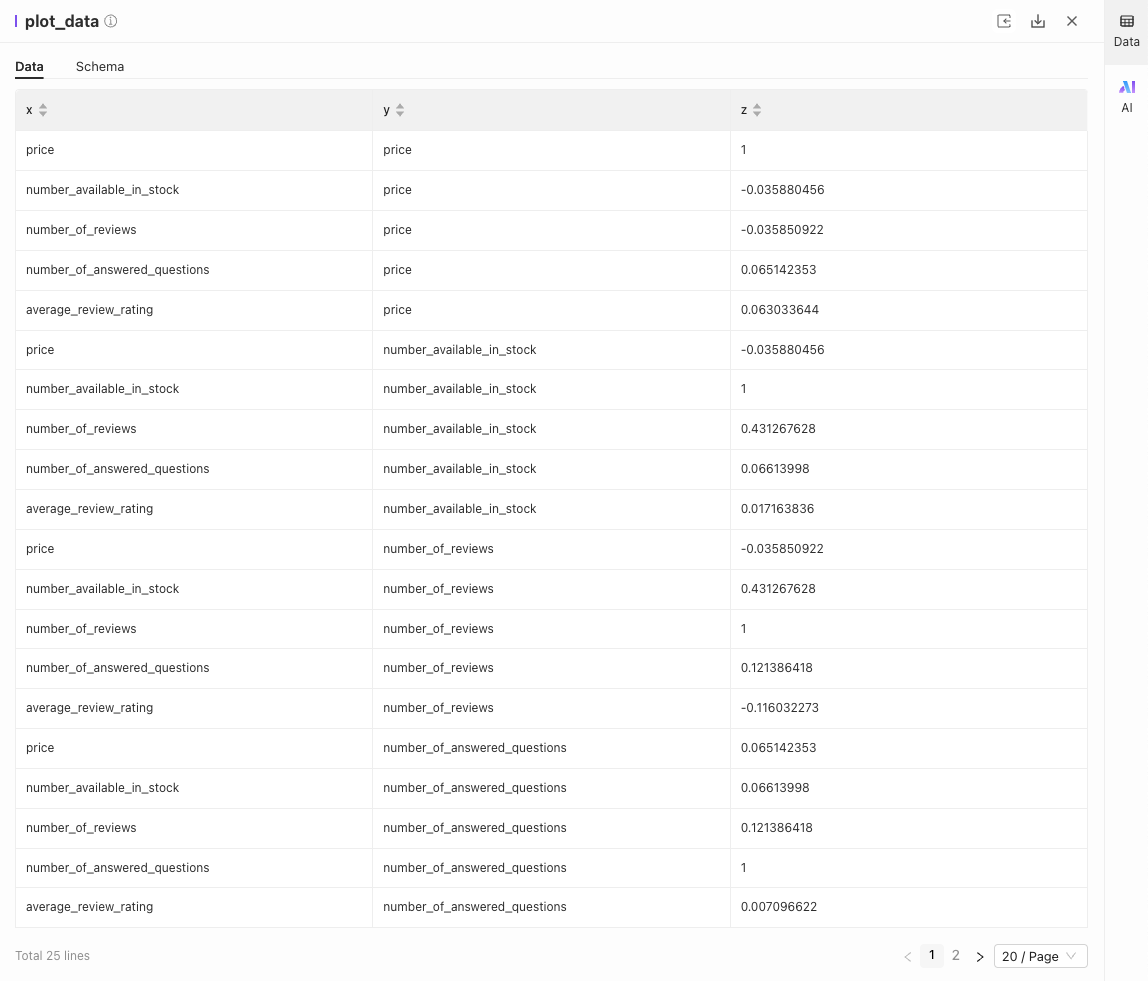 plot_data
Data
AI
Data Schema
x y z
price price 1
number_available_in_stock price -0.035880456
number_of_reviews price -0.035850922
number_of_answered_questions price 0.065142353
average_review_rating price 0.063033644
price number_available_in_stock -0.035880456
number_available_in_stock number_available_in_stock 1
number_of_reviews number_available_in_stock 0.431267628
number_of_answered_questions number_available_in_stock 0.06613998
average_review_rating number_available_in_stock 0.017163836
price number_of_reviews -0.035850922
number_available_in_stock number_of_reviews 0.431267628
number_of_reviews number_of_reviews 1
number_of_answered_questions number_of_reviews 0.121386418
average_review_rating number_of_reviews -0.116032273
price number_of_answered_questions 0.065142353
number_available_in_stock number_of_answered_questions 0.06613998
number_of_reviews number_of_answered_questions 0.121386418
number_of_answered_questions number_of_answered_questions 1
average_review_rating number_of_answered_questions 0.007096622
Total 25 lines 1 2 20 / Page